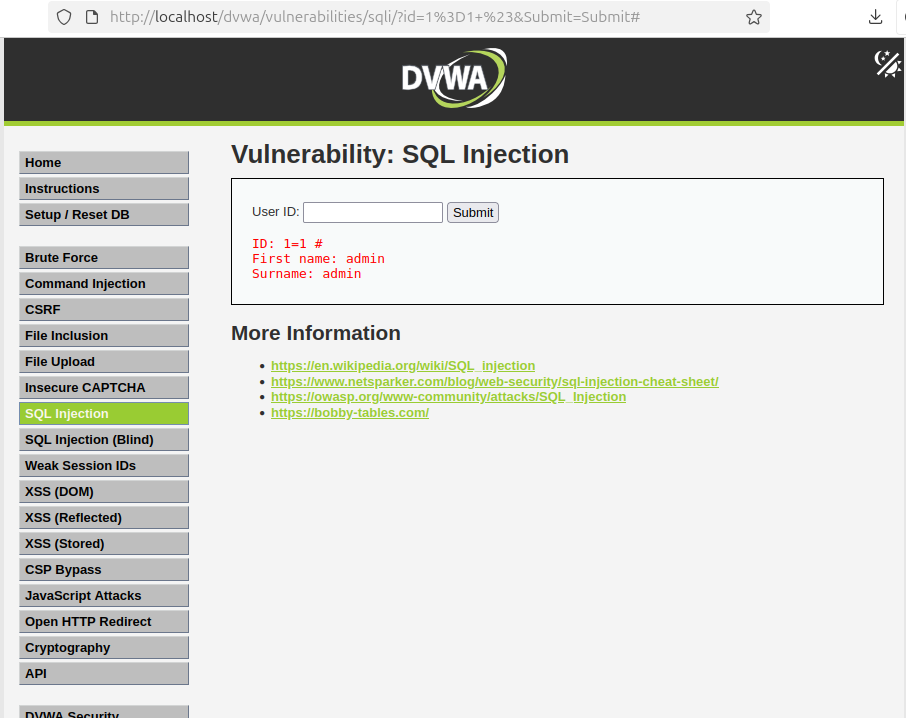 http://localhost/dvwa/vulnerabilities/sqli/?id=1%3D1+%23&Submit=Submit#
DVWA
Home
Instructions
Setup / Reset DB
Brute Force
Command Injection
CSRF
File Inclusion
File Upload
Insecure CAPTCHA
SQL Injection
SQL Injection (Blind)
Weak Session IDs
XSS (DOM)
XSS (Reflected)
XSS (Stored)
CSP Bypass
JavaScript Attacks
Open HTTP Redirect
Cryptography
API
DVWA Security
Vulnerability: SQL Injection
User ID: Submit
ID: 1=1 #
First name: admin
Surname: admin
More Information
• https://en.wikipedia.org/wiki/SQL_injection
• https://www.netsparker.com/blog/web-security/sql-injection-cheat-sheet/
• https://owasp.org/www-community/attacks/SQL_Injection
• https://bobby-tables.com/